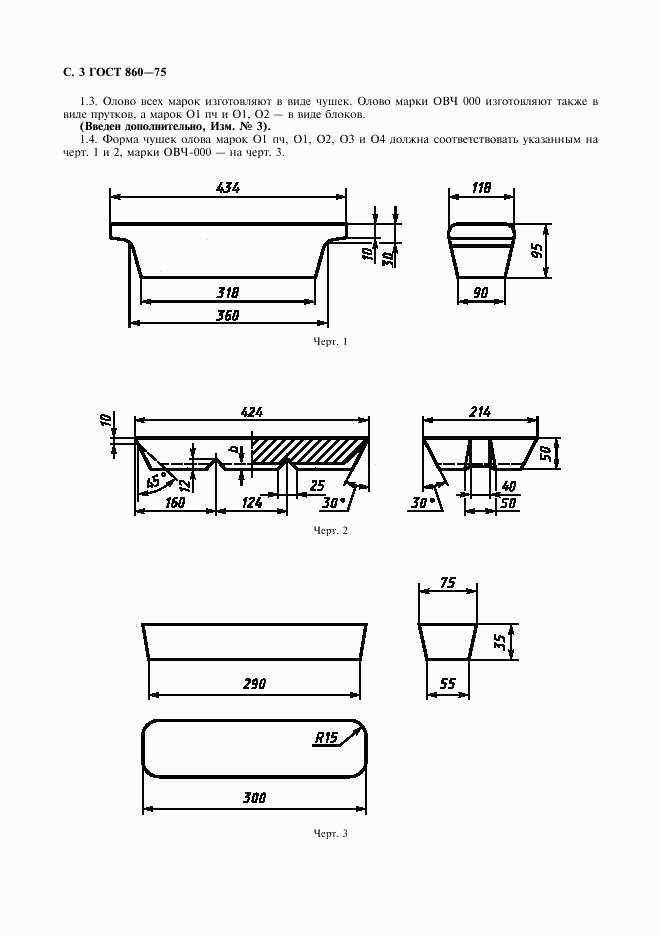 С. 3 ГОСТ 860—75
1.3. Олово всех марок изготовляют в виде чушек. Олово марки ОВЧ 000 изготовляют также в
виде прутков, а марок О1 пч и О1, О2 — в виде блоков.
(Введен дополнительно, Изм. № 3).
1.4. Форма чушек олова марок О1 пч, О1, О2, О3 и О4 должна соответствовать указанным на
черт. 1 и 2, марки ОВЧ-000 — на черт. 3.
434
118
10
30
95
318
90
360
Черт. 1
10
424
214
b
50
45°
12
25
40
160
124
30°
30°
50
Черт. 2
75
35
290
55
R15
300
Черт. 3